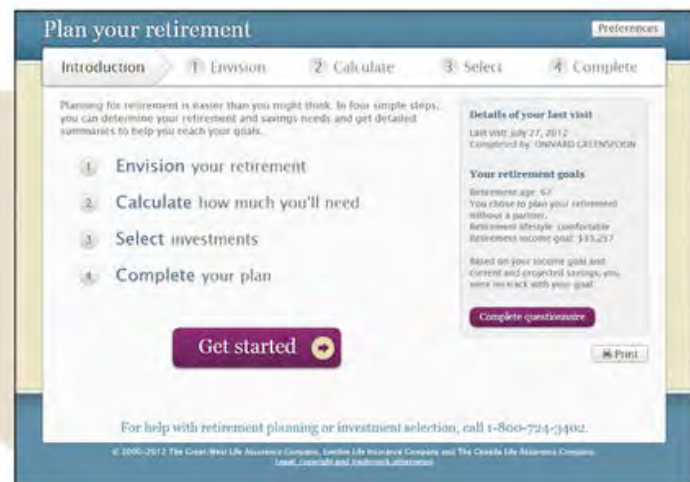 Plan your retirement
Preferences
Introduction
1 Envision
2 Calculate
3 Select
4 Complete
Planning for retirement is easier than you might think. In four simple steps,
you can determine your retirement and savings needs and get detailed
summaries to help you reach your goals.
1 Envision your retirement
2 Calculate how much you'll need
3 Select investments
4 Complete your plan
Get started
Details of your last visit
Last visit: July 27, 2012
Completed by: GREENSPOON
Your retirement goals
Retirement age: 67
You chose to plan your retirement
without a partner.
Retirement lifestyle: comfortable
Retirement income goal: $33,257
Based on your income goal and
current and projected savings, you
were on track with your goal.
Complete questionnaire
Print
For help with retirement planning or investment selection, call 1-800-724-3402.
© 2000-2012 The Great-West Life Assurance Company, London Life Insurance Company and The Canada Life Assurance Company.
Legal, copyright and trademark information